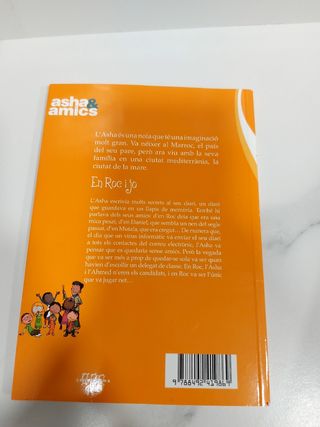 asha&
amics
L'Asha és una noia que té una imaginació
molt gran. Va néixer al Marroc, el país
del seu pare, però ara viu amb la seva
família en una ciutat mediterrània, la
ciutat de la mare.
En Roc i jo
L'Asha escrivia molts secrets al seu diari, un diari
que guardava en un llapis de memòria. També hi
parlava dels seus amics: d'en Roc deia que era una
mica pesat, d'en Daniel, que semblava un nen del segle
passat, d'en Mustafa, que era cregut... De manera que,
el dia que un virus informàtic va enviar el seu diari
a tots els contactes del correu electrònic, l'Asha va
pensar que es quedaria sense amics. Però la vegada
que va ser més a prop de quedar-se sola va ser quan
havien d'escollir un delegat de classe. En Roc, l'Asha
i l'Ahmed n'eren els candidats, i en Roc va ser l'únic
que va jugar net...